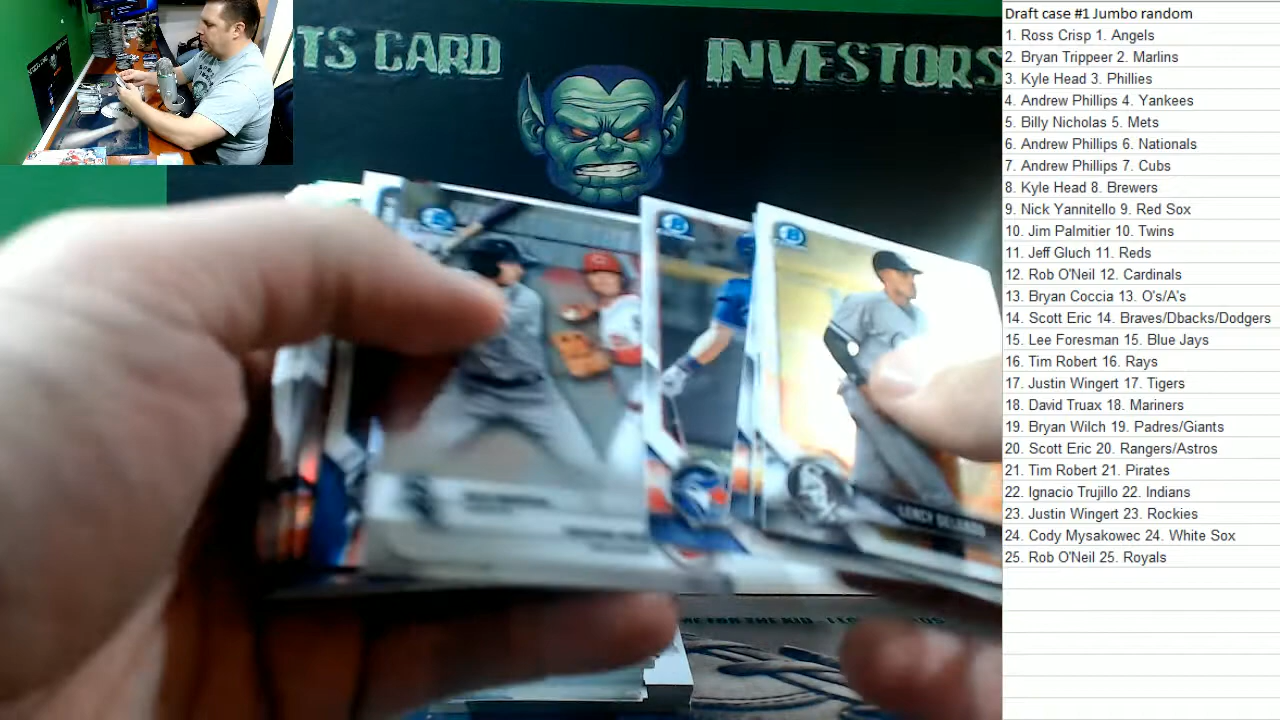 TS CARD
INVESTORS
Draft case #1 Jumbo random
1. Ross Crisp 1. Angels
2. Bryan Trippeer 2. Marlins
3. Kyle Head 3. Phillies
4. Andrew Phillips 4. Yankees
5. Billy Nicholas 5. Mets
6. Andrew Phillips 6. Nationals
7. Andrew Phillips 7. Cubs
8. Kyle Head 8. Brewers
9. Nick Yannitello 9. Red Sox
10. Jim Palmitier 10. Twins
11. Jeff Gluch 11. Reds
12. Rob O'Neil 12. Cardinals
13. Bryan Coccia 13. O's/A's
14. Scott Eric 14. Braves/Dbacks/Dodgers
15. Lee Foresman 15. Blue Jays
16. Tim Robert 16. Rays
17. Justin Wingert 17. Tigers
18. David Truax 18. Mariners
19. Bryan Wilch 19. Padres/Giants
20. Scott Eric 20. Rangers/Astros
21. Tim Robert 21. Pirates
22. Ignacio Trujillo 22. Indians
23. Justin Wingert 23. Rockies
24. Cody Mysakowec 24. White Sox
25. Rob O'Neil 25. Royals